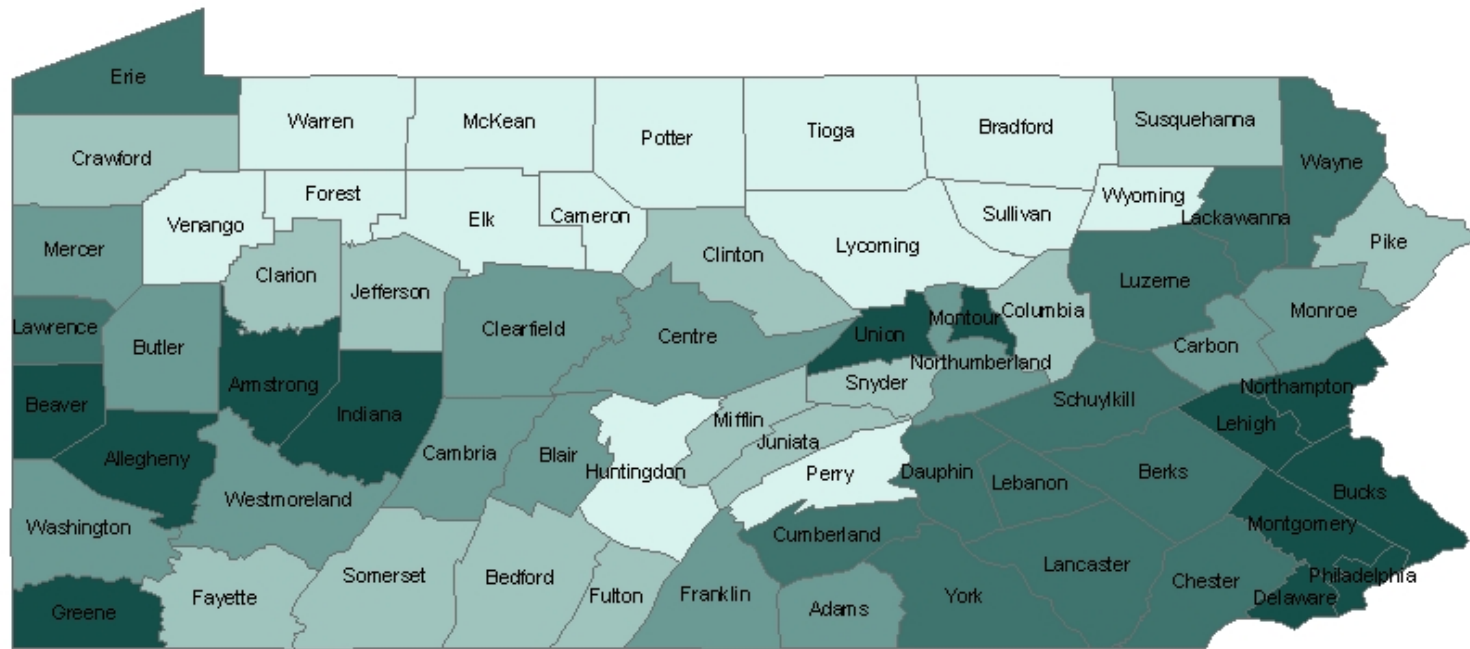 Erie
Warren
McKean
Potter
Tioga
Bradford
Susquehanna
Crawford
Wayne
Forest
Venango
Elk
Cameron
Sullivan
Wyoming
Lackawanna
Mercer
Lycoming
Pike
Clarion
Clinton
Jefferson
Luzerne
Columbia
Monroe
Lawrence
Butler
Clearfield
Centre
Union
Montour
Carbon
Northumberland
Armstrong
Snyder
Northampton
Beaver
Indiana
Schuylkill
Mifflin
Lehigh
Juniata
Allegheny
Cambria
Blair
Huntingdon
Perry
Dauphin
Lebanon
Berks
Bucks
Westmoreland
Washington
Montgomery
Cumberland
Lancaster
Somerset
Bedford
Philadelphia
Chester
Greene
Fayette
Fulton
Franklin
Adams
York
Delaware